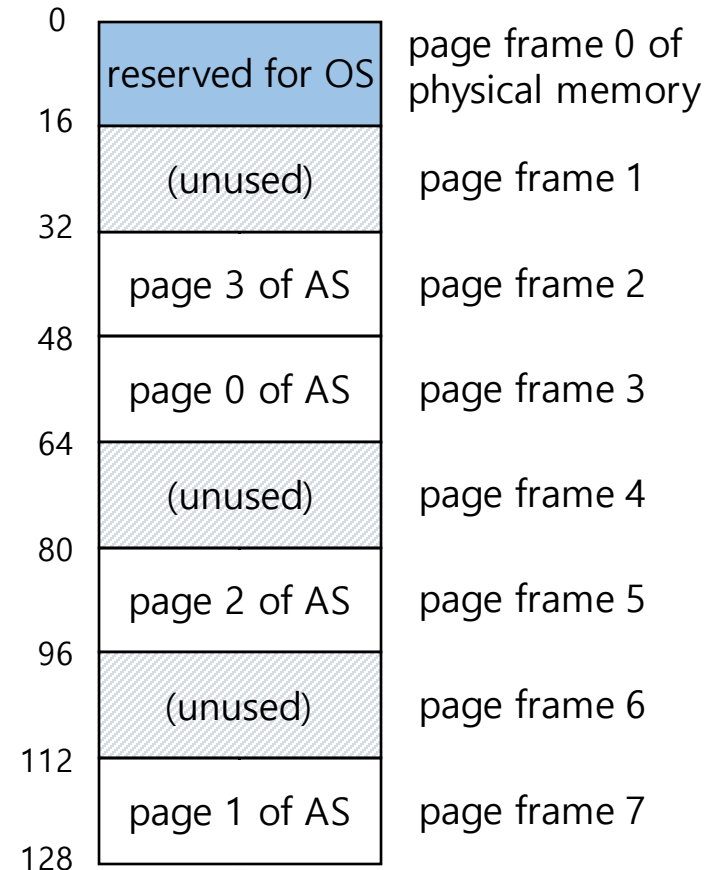 0
reserved for OS
page frame 0 of
physical memory
16
(unused)
page frame 1
32
page 3 of AS
page frame 2
48
page 0 of AS
page frame 3
64
(unused)
page frame 4
80
page 2 of AS
page frame 5
96
(unused)
page frame 6
112
page 1 of AS
page frame 7
128